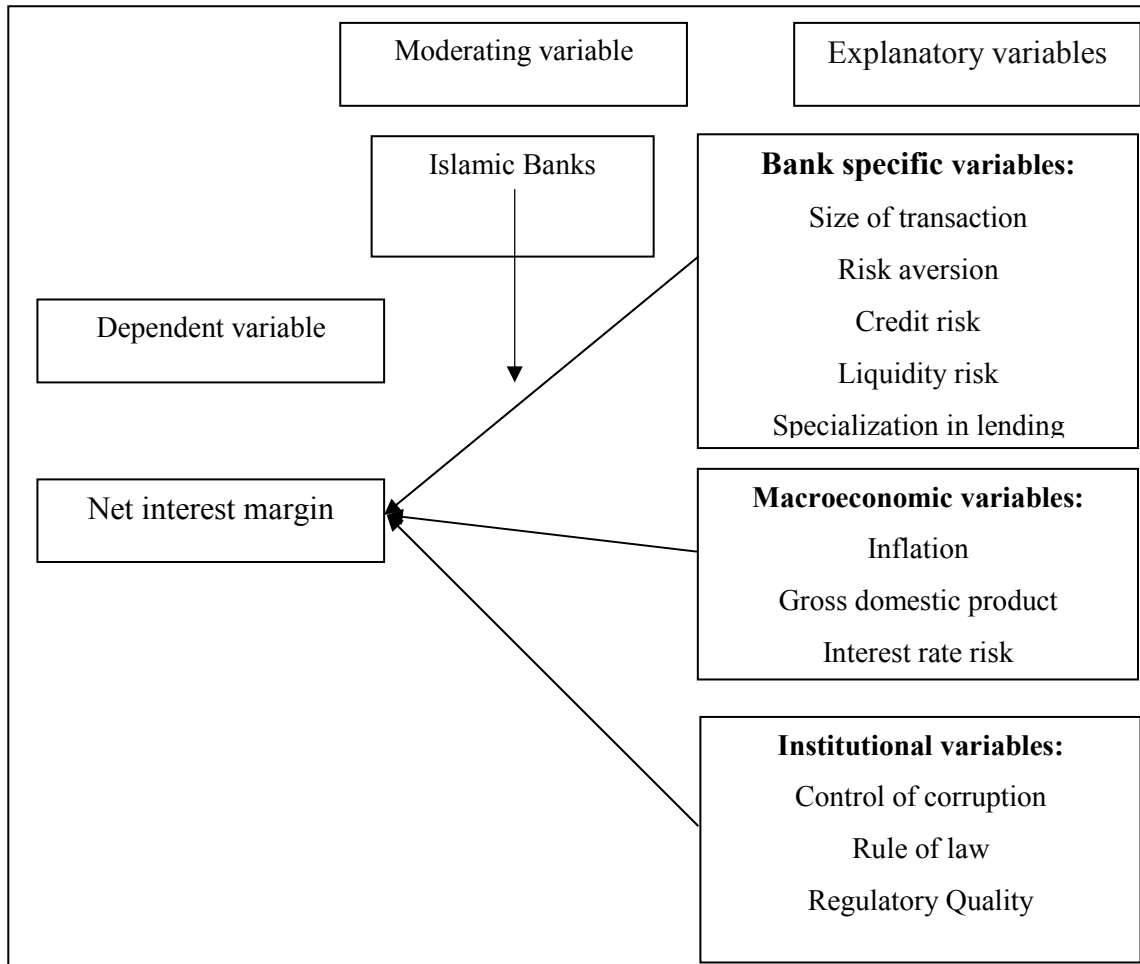 Moderating variable
Explanatory variables
Islamic Banks
Bank specific variables:
Size of transaction
Risk aversion
Credit risk
Liquidity risk
Specialization in lending
Dependent variable
Net interest margin
Macroeconomic variables:
Inflation
Gross domestic product
Interest rate risk
Institutional variables:
Control of corruption
Rule of law
Regulatory Quality